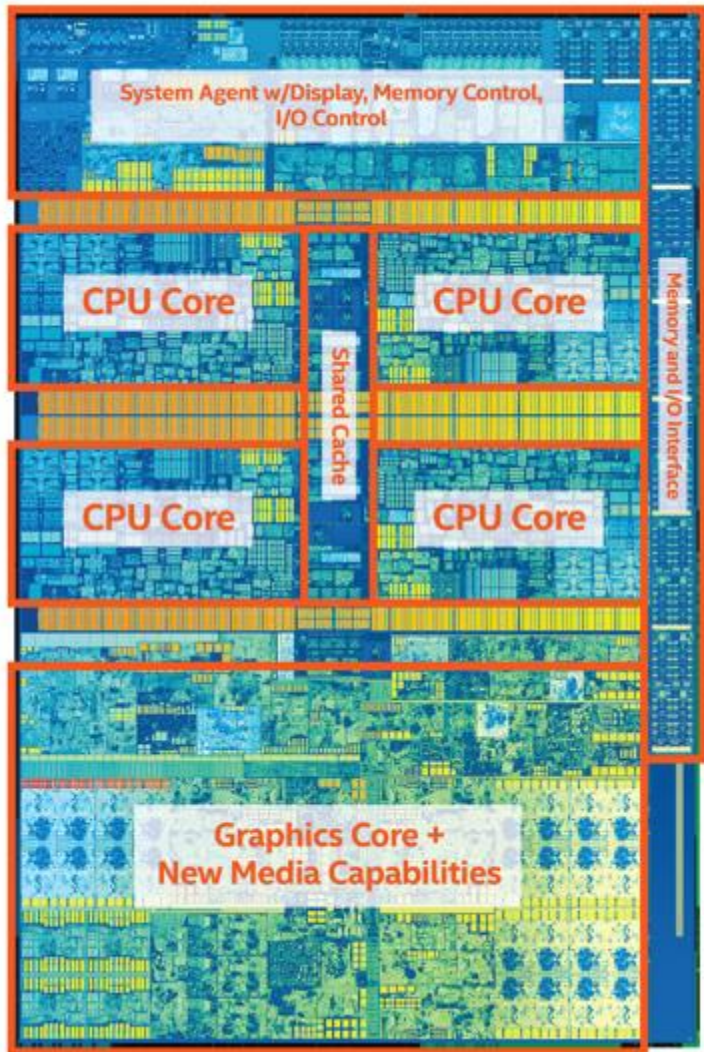 System Agent w/Display, Memory Control,
I/O Control
CPU Core
CPU Core
Shared Cache
Memory and I/O Interface
CPU Core
CPU Core
Graphics Core +
New Media Capabilities